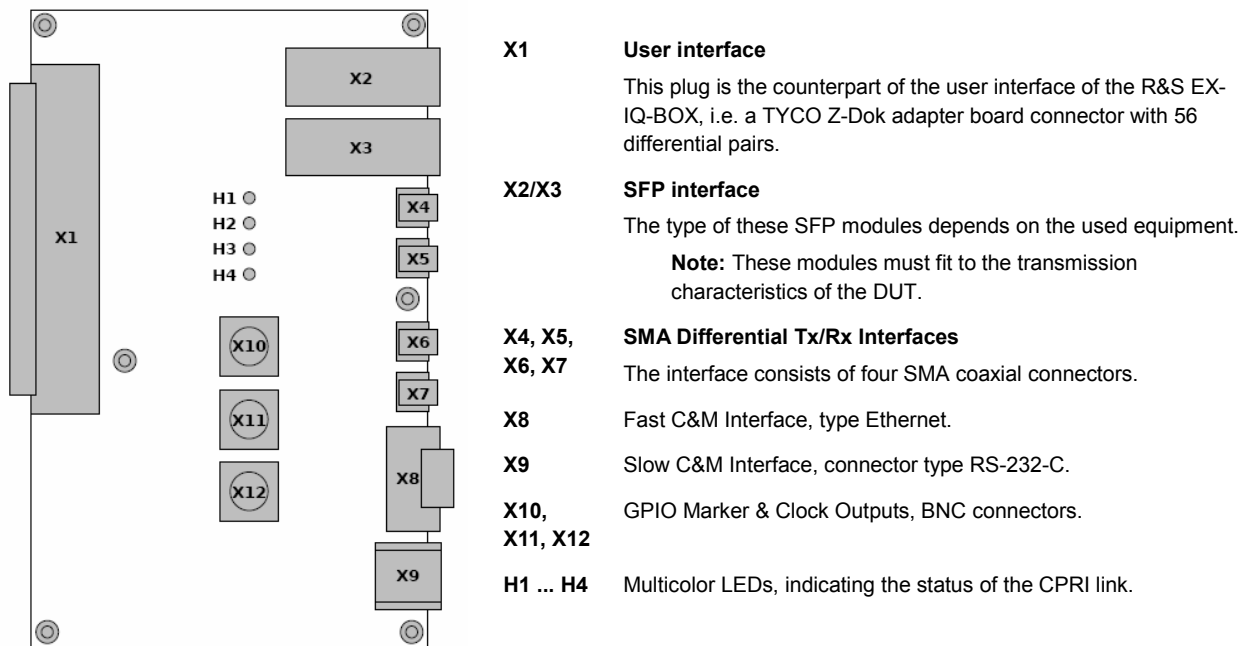 X1
X2
X3
H1
H2
H3
H4
X4
X5
X6
X7
X8
X9
X10
X11
X12
X1 User interface
This plug is the counterpart of the user interface of the R&S EX-
IQ-BOX, i.e. a TYCO Z-Dok adapter board connector with 56
differential pairs.
X2/X3 SFP interface
The type of these SFP modules depends on the used equipment.
Note: These modules must fit to the transmission
characteristics of the DUT.
X4, X5, SMA Differential Tx/Rx Interfaces
X6, X7 The interface consists of four SMA coaxial connectors.
X8 Fast C&M Interface, type Ethernet.
X9 Slow C&M Interface, connector type RS-232-C.
X10, GPIO Marker & Clock Outputs, BNC connectors.
X11, X12
H1 ... H4 Multicolor LEDs, indicating the status of the CPRI link.